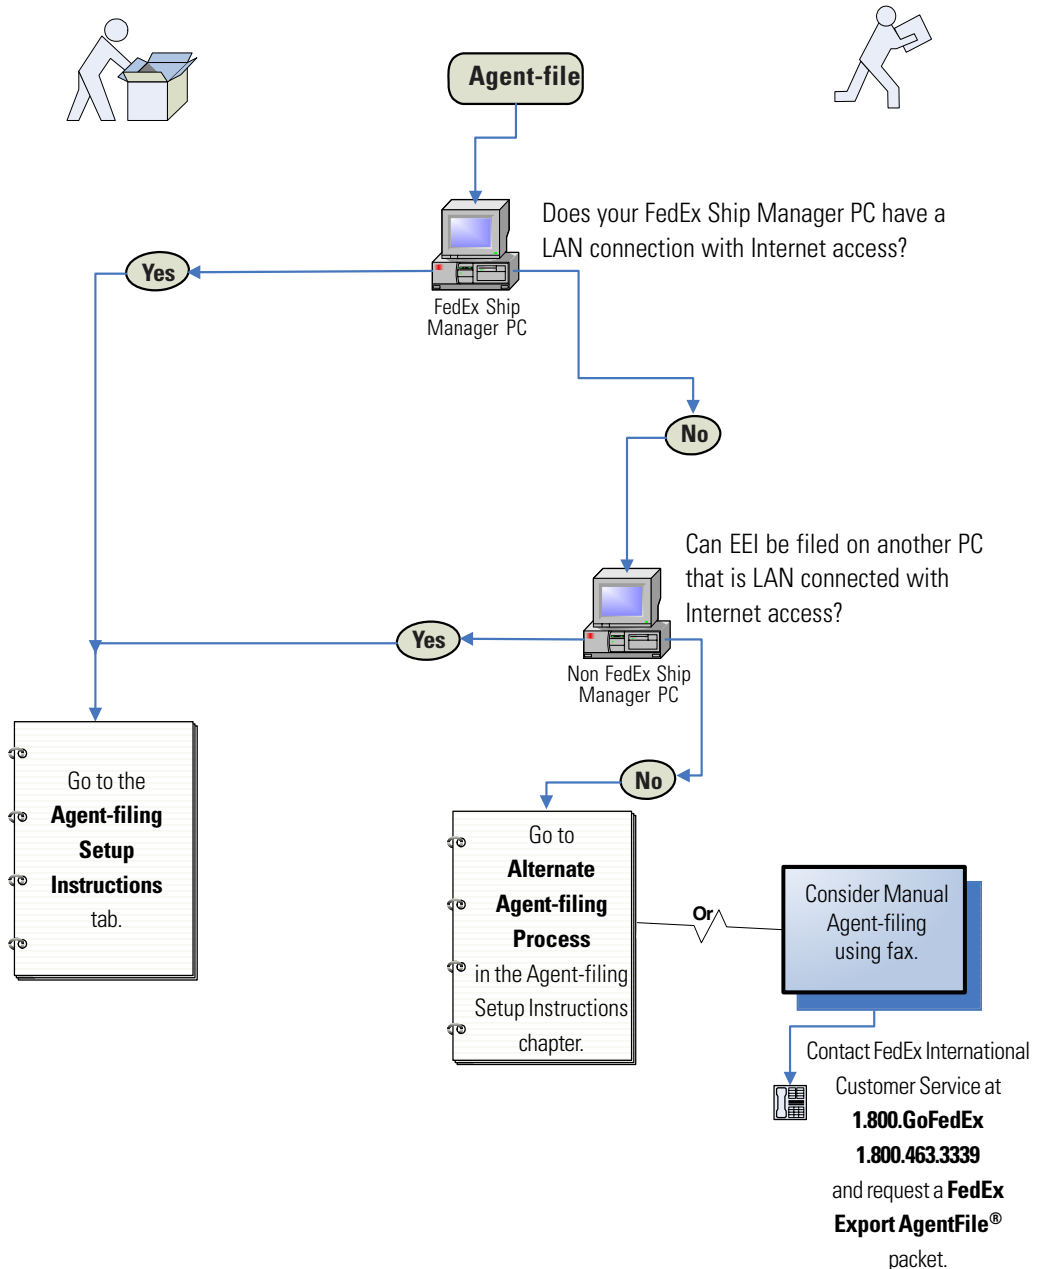 Agent-file
Does your FedEx Ship Manager PC have a
LAN connection with Internet access?
Yes
FedEx Ship
Manager PC
No
Can EEI be filed on another PC
that is LAN connected with
Internet access?
Yes
Non FedEx Ship
Manager PC
No
Go to the
Agent-filing
Setup
Instructions
tab.
Go to
Alternate
Agent-filing
Process
in the Agent-filing
Setup Instructions
chapter.
Or
Consider Manual
Agent-filing
using fax.
Contact FedEx International
Customer Service at
1.800.GoFedEx
1.800.463.3339
and request a FedEx
Export AgentFile®
packet.